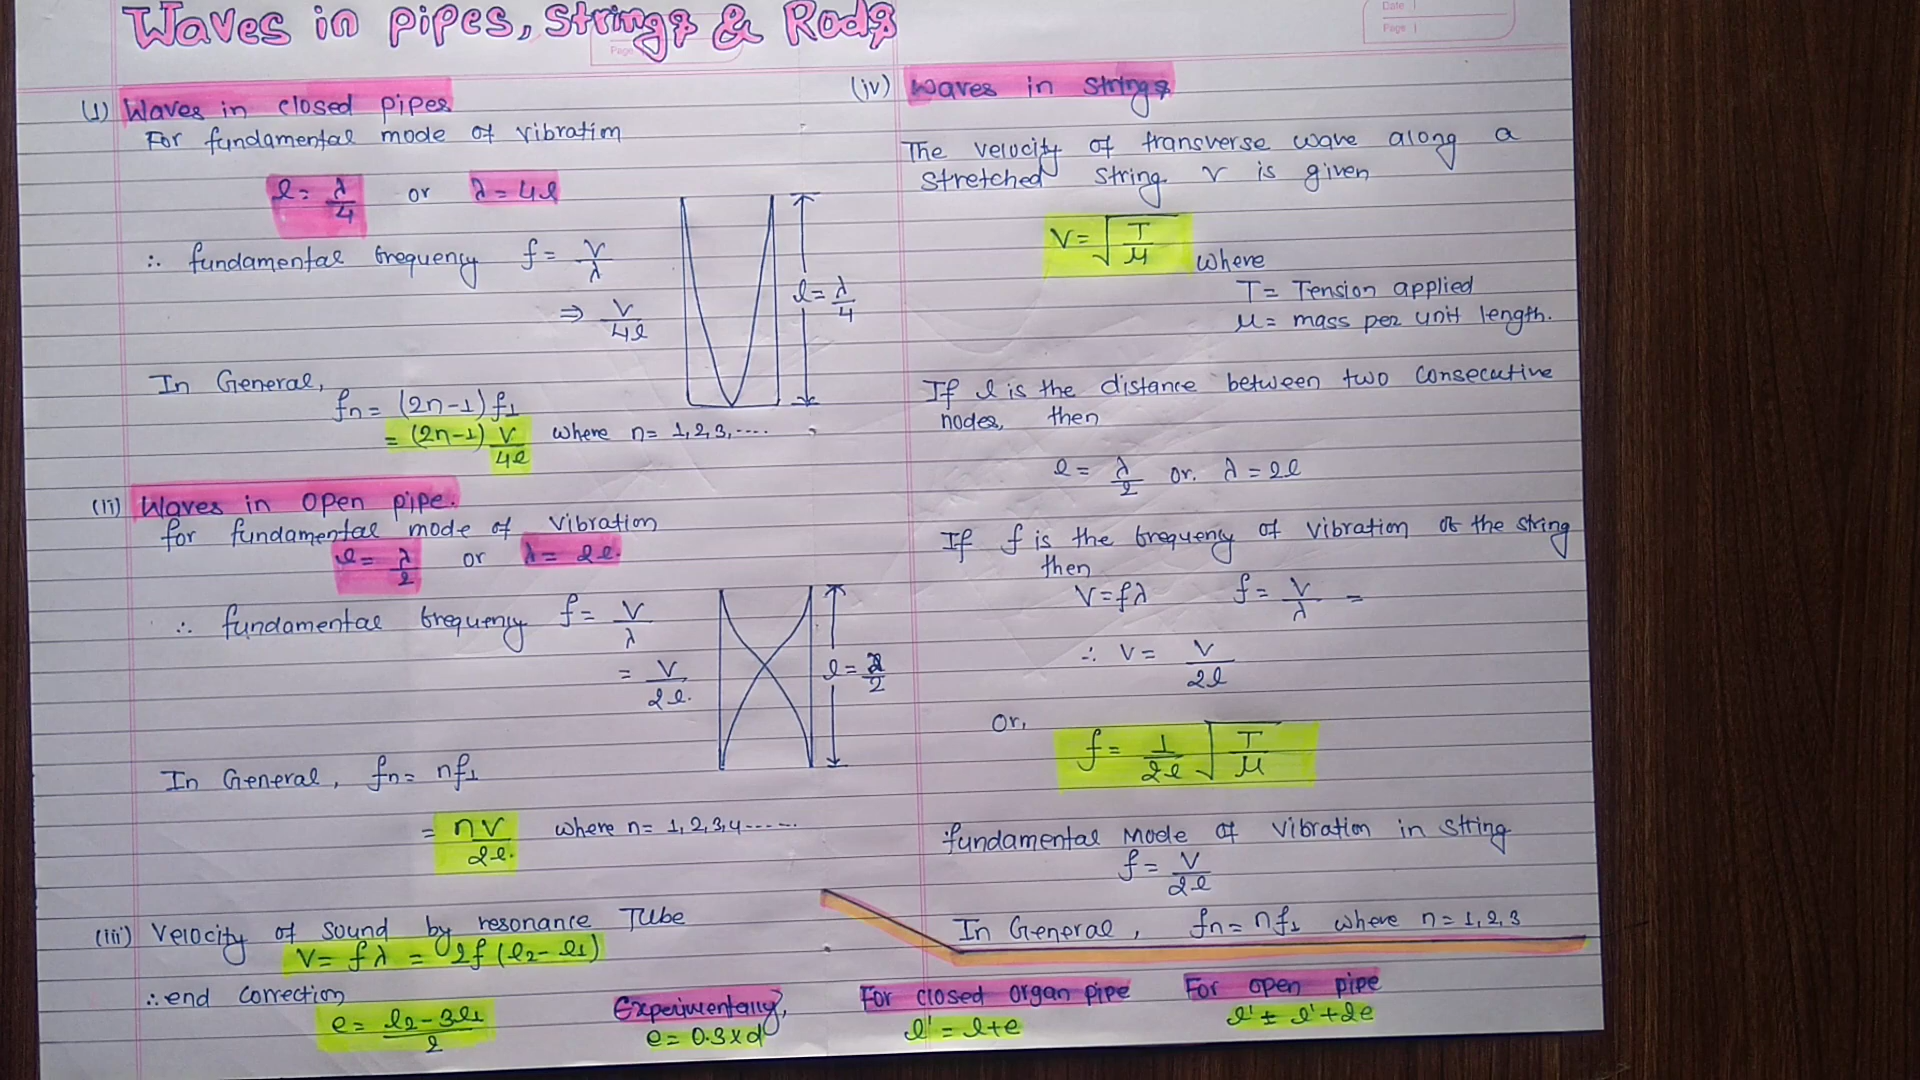 Waves in pipes, Strings & Rods
Date
Page
Page
(i) Waves in closed pipes
For fundamental mode of vibration
l = λ/4 or λ = 4l
∴ fundamental frequency f = V/λ
⇒ V/4l
l = λ/4
In General,
fn = (2n-1) f1
= (2n-1) V/4l where n = 1, 2, 3, ....
(ii) Waves in Open pipe.
for fundamental mode of vibration
l = λ/2 or λ = 2l.
∴ fundamental frequency f = V/λ
= V/2l.
l = λ/2
In General, fn = nf1
= nV/2l. where n = 1, 2, 3, 4 ......
(iii) Velocity of sound by resonance Tube
V = fλ = 2f (l2 - l1)
∴ end correction
e = l2 - 3l1/2
Experimentally,
e = 0.3 x d
(iv) Waves in strings
The velocity of transverse wave along a
stretched string v is given
V = √T/μ where
T = Tension applied
μ = mass per unit length.
If l is the distance between two consecutive
nodes, then
l = λ/2 or. λ = 2l
If f is the frequency of vibration of the string
then
V = fλ f = V/λ =
∴ V = V/2l
Or,
f = 1/2l √T/μ
fundamental Mode of vibration in string
f = V/2l
In General, fn = nf1 where n = 1, 2, 3
For closed organ pipe
l' = l + e
For open pipe
l' ± l' + 2e